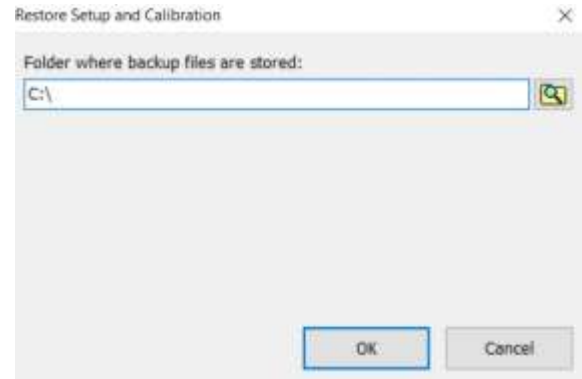 Restore Setup and Calibration
Folder where backup files are stored:
C:\
OK
Cancel